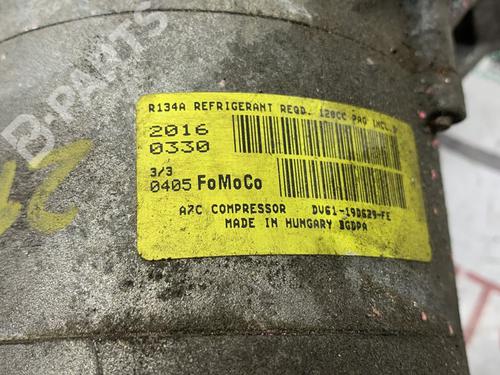 R134A REFRIGERANT REQD. 120CC PAG INCL.
2016
0330
3/3
0405 FoMoCo
A7C COMPRESSOR DV61-19D629-FE
MADE IN HUNGARY BGDPA
B-PARTS